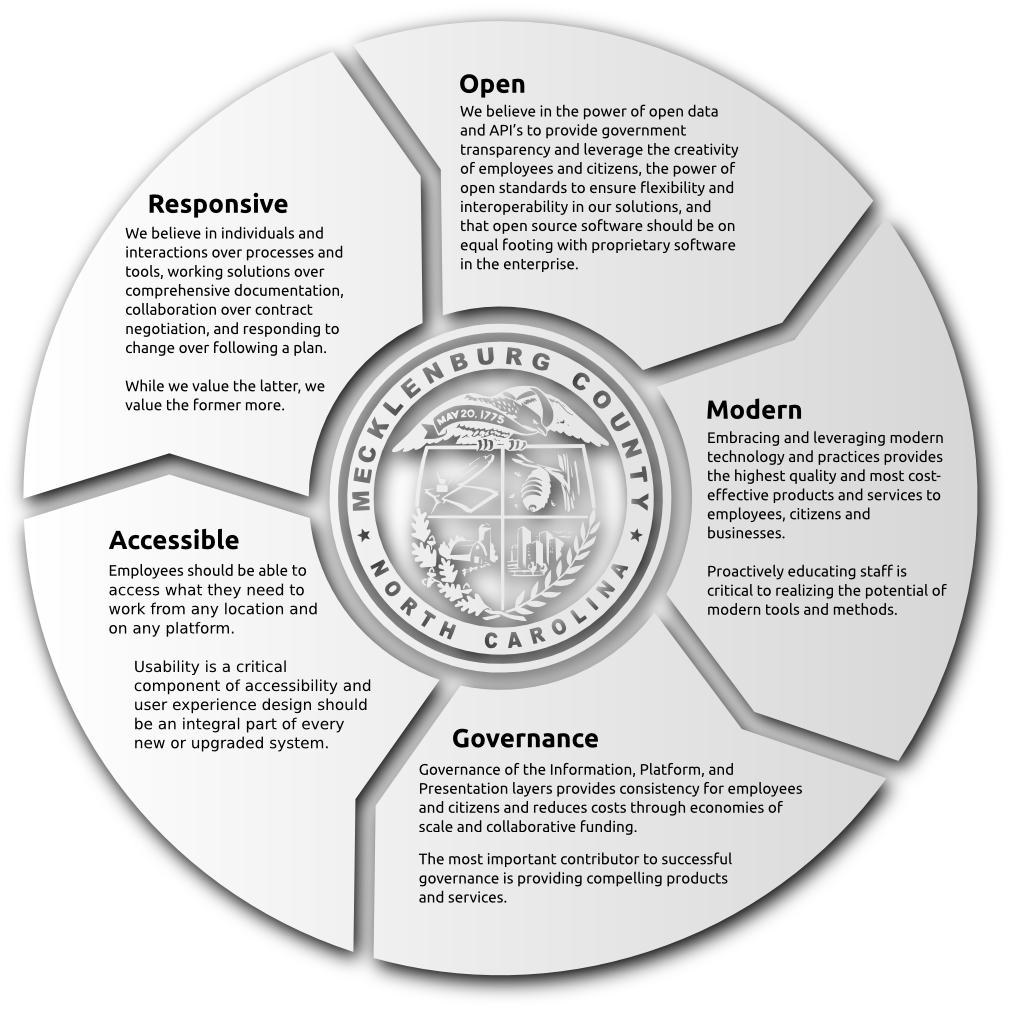 Open
We believe in the power of open data
and API's to provide government
transparency and leverage the creativity
of employees and citizens, the power of
open standards to ensure flexibility and
interoperability in our solutions, and
that open source software should be on
equal footing with proprietary software
in the enterprise.
Modern
Embracing and leveraging modern
technology and practices provides
the highest quality and most cost-
effective products and services to
employees, citizens and
businesses.
Proactively educating staff is
critical to realizing the potential of
modern tools and methods.
Governance
Governance of the Information, Platform, and
Presentation layers provides consistency for employees
and citizens and reduces costs through economies of
scale and collaborative funding.
The most important contributor to successful
governance is providing compelling products
and services.
Accessible
Employees should be able to
access what they need to
work from any location and
on any platform.
Usability is a critical
component of accessibility and
user experience design should
be an integral part of every
new or upgraded system.
Responsive
We believe in individuals and
interactions over processes and
tools, working solutions over
comprehensive documentation,
collaboration over contract
negotiation, and responding to
change over following a plan.
While we value the latter, we
value the former more.
MECKLENBURG COUNTY
MAY 20, 1775
NORTH CAROLINA